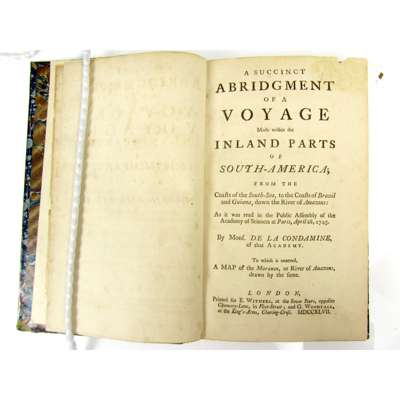 A SUCCINCT
ABRIDGMENT
OF A
VOYAGE
Made within the
INLAND PARTS
OF
SOUTH-AMERICA;
FROM THE
Coasts of the South-Sea, to the Coasts of Brazil
and Guiana, down the River of Amazons:
As it was read in the Public Assembly of the
Academy of Sciences at Paris, April 28, 1745.
By Monſ. DE LA CONDAMINE,
of that ACADEMY.
To which is annexed,
A MAP of the Maranon, or River of Amazons;
drawn by the same.
LONDON,
Printed for E. WITHERS, at the Seven Stars, opposite
Chancery-Lane, in Fleet-Street; and G. WOODFALL,
at the King's-Arms, Charing-Cross. MDCCXLVII.